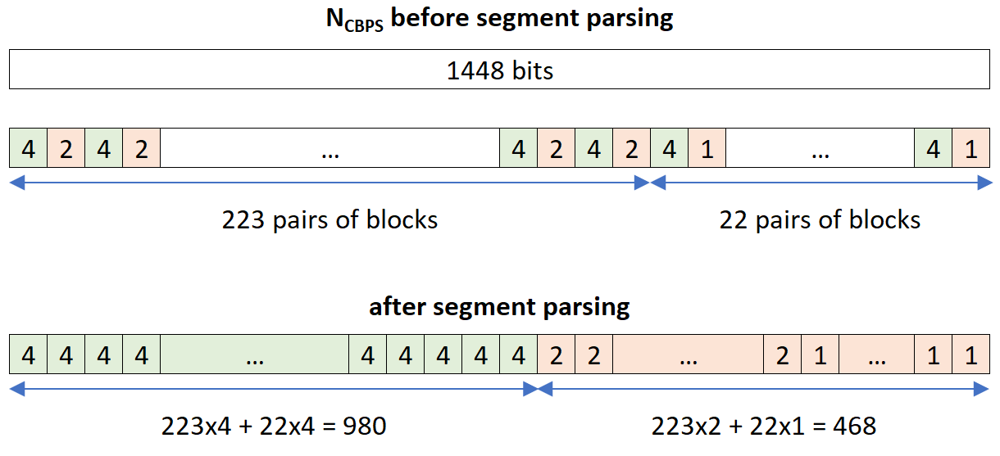 N_CBPS before segment parsing
1448 bits
4 2 4 2 ... 4 2 4 2 4 1 ... 4 1
223 pairs of blocks 22 pairs of blocks
after segment parsing
4 4 4 4 ... 4 4 4 4 4 2 2 ... 2 1 ... 1 1
223x4 + 22x4 = 980 223x2 + 22x1 = 468